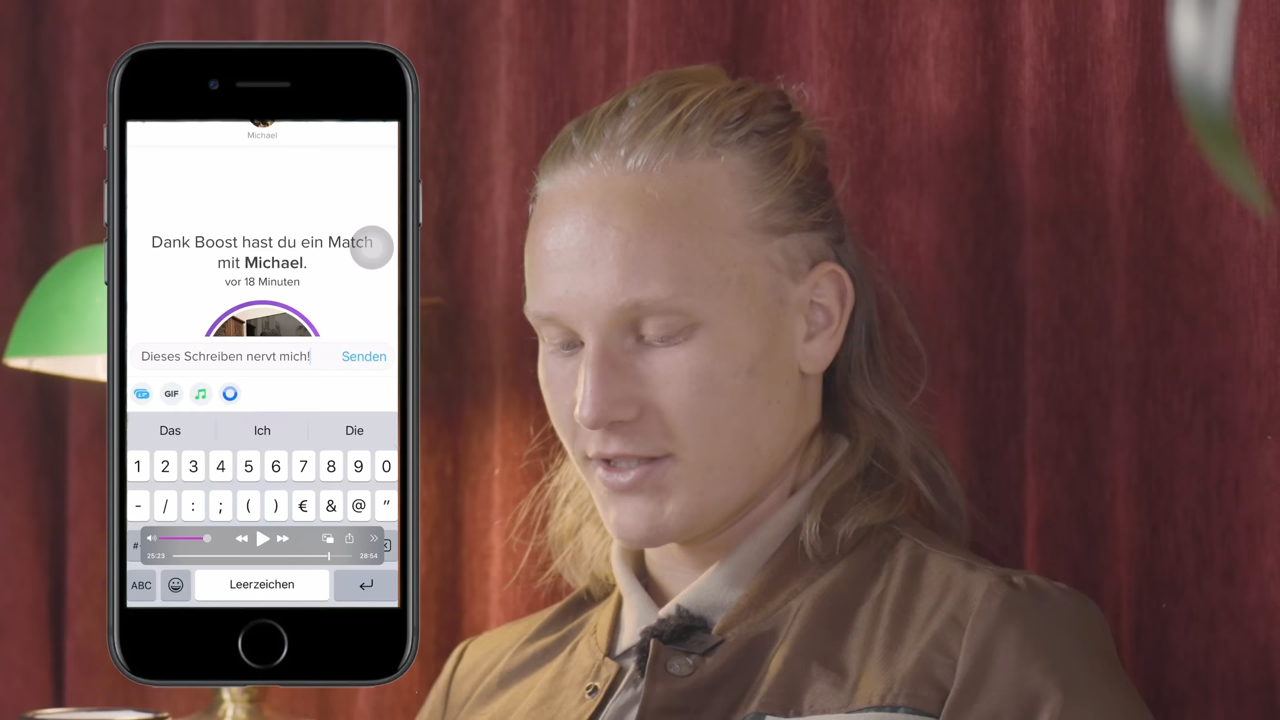 Michael
Dank Boost hast du ein Match
mit Michael.
vor 18 Minuten
Dieses Schreiben nervt mich!
Senden
GIF
Das Ich Die
1 2 3 4 5 6 7 8 9 0
- / : ; ( ) € & @ "
#
25:23 28:54
ABC Leerzeichen